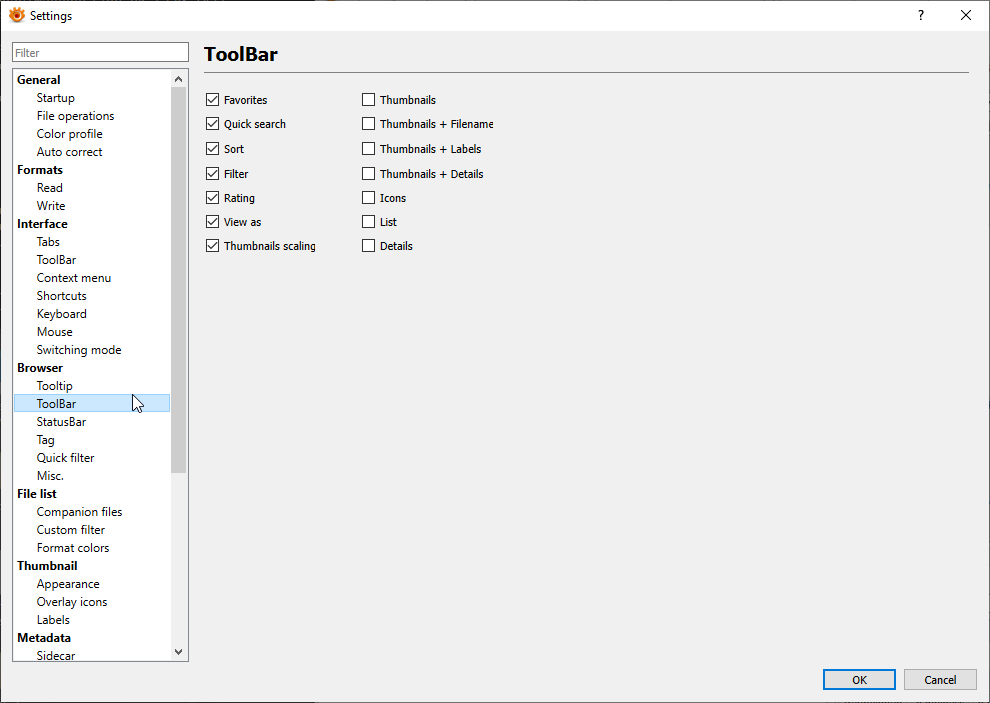 Settings
?
Filter
General
Startup
File operations
Color profile
Auto correct
Formats
Read
Write
Interface
Tabs
ToolBar
Context menu
Shortcuts
Keyboard
Mouse
Switching mode
Browser
Tooltip
ToolBar
StatusBar
Tag
Quick filter
Misc.
File list
Companion files
Custom filter
Format colors
Thumbnail
Appearance
Overlay icons
Labels
Metadata
Sidecar
ToolBar
Favorites
Quick search
Sort
Filter
Rating
View as
Thumbnails scaling
Thumbnails
Thumbnails + Filename
Thumbnails + Labels
Thumbnails + Details
Icons
List
Details
OK
Cancel